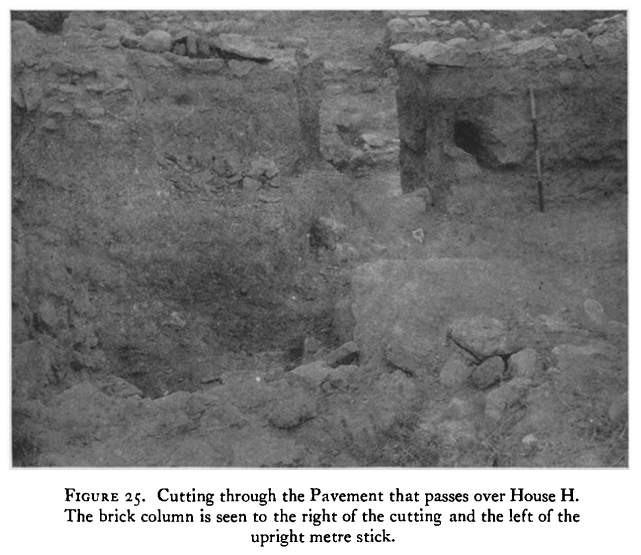 FIGURE 25. Cutting through the Pavement that passes over House H.
The brick column is seen to the right of the cutting and the left of the
upright metre stick.